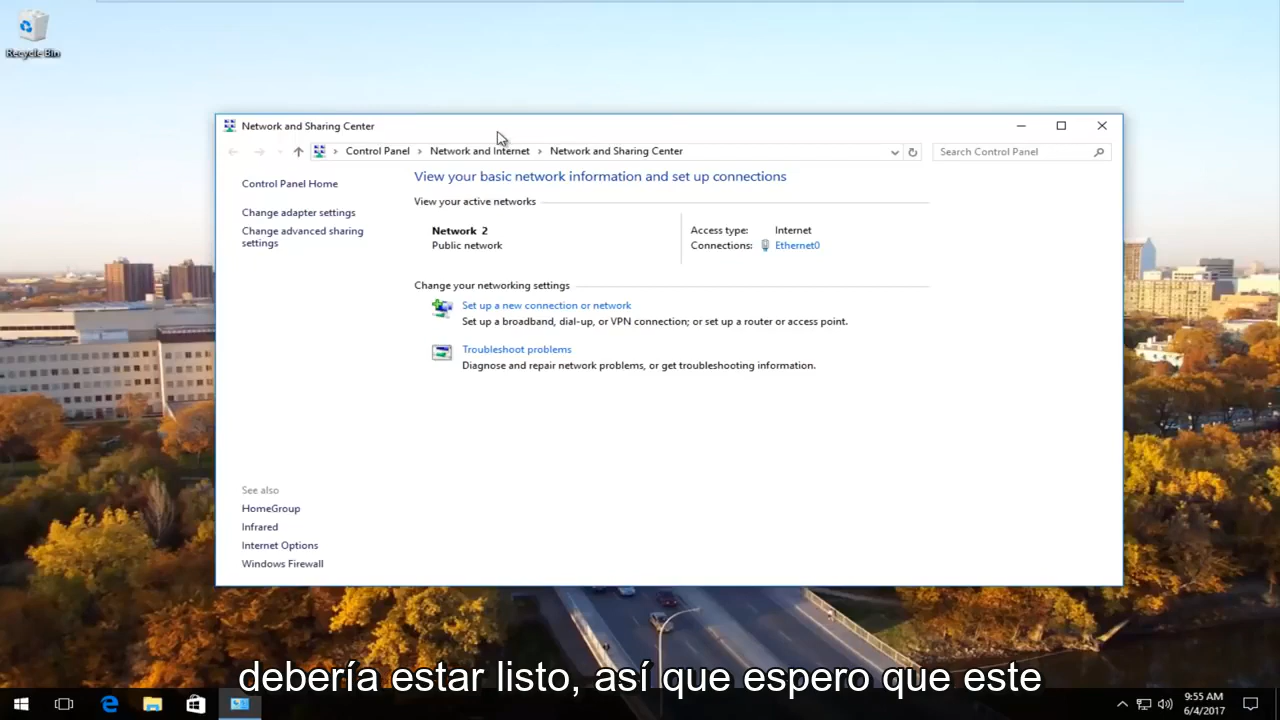 Recycle Bin
Network and Sharing Center
Control Panel > Network and Internet > Network and Sharing Center
Search Control Panel
Control Panel Home
Change adapter settings
Change advanced sharing
settings
View your basic network information and set up connections
View your active networks
Network 2
Public network
Access type: Internet
Connections: Ethernet0
Change your networking settings
Set up a new connection or network
Set up a broadband, dial-up, or VPN connection; or set up a router or access point.
Troubleshoot problems
Diagnose and repair network problems, or get troubleshooting information.
See also
HomeGroup
Infrared
Internet Options
Windows Firewall
debería estar listo, así que espero que este
9:55 AM
6/4/2017